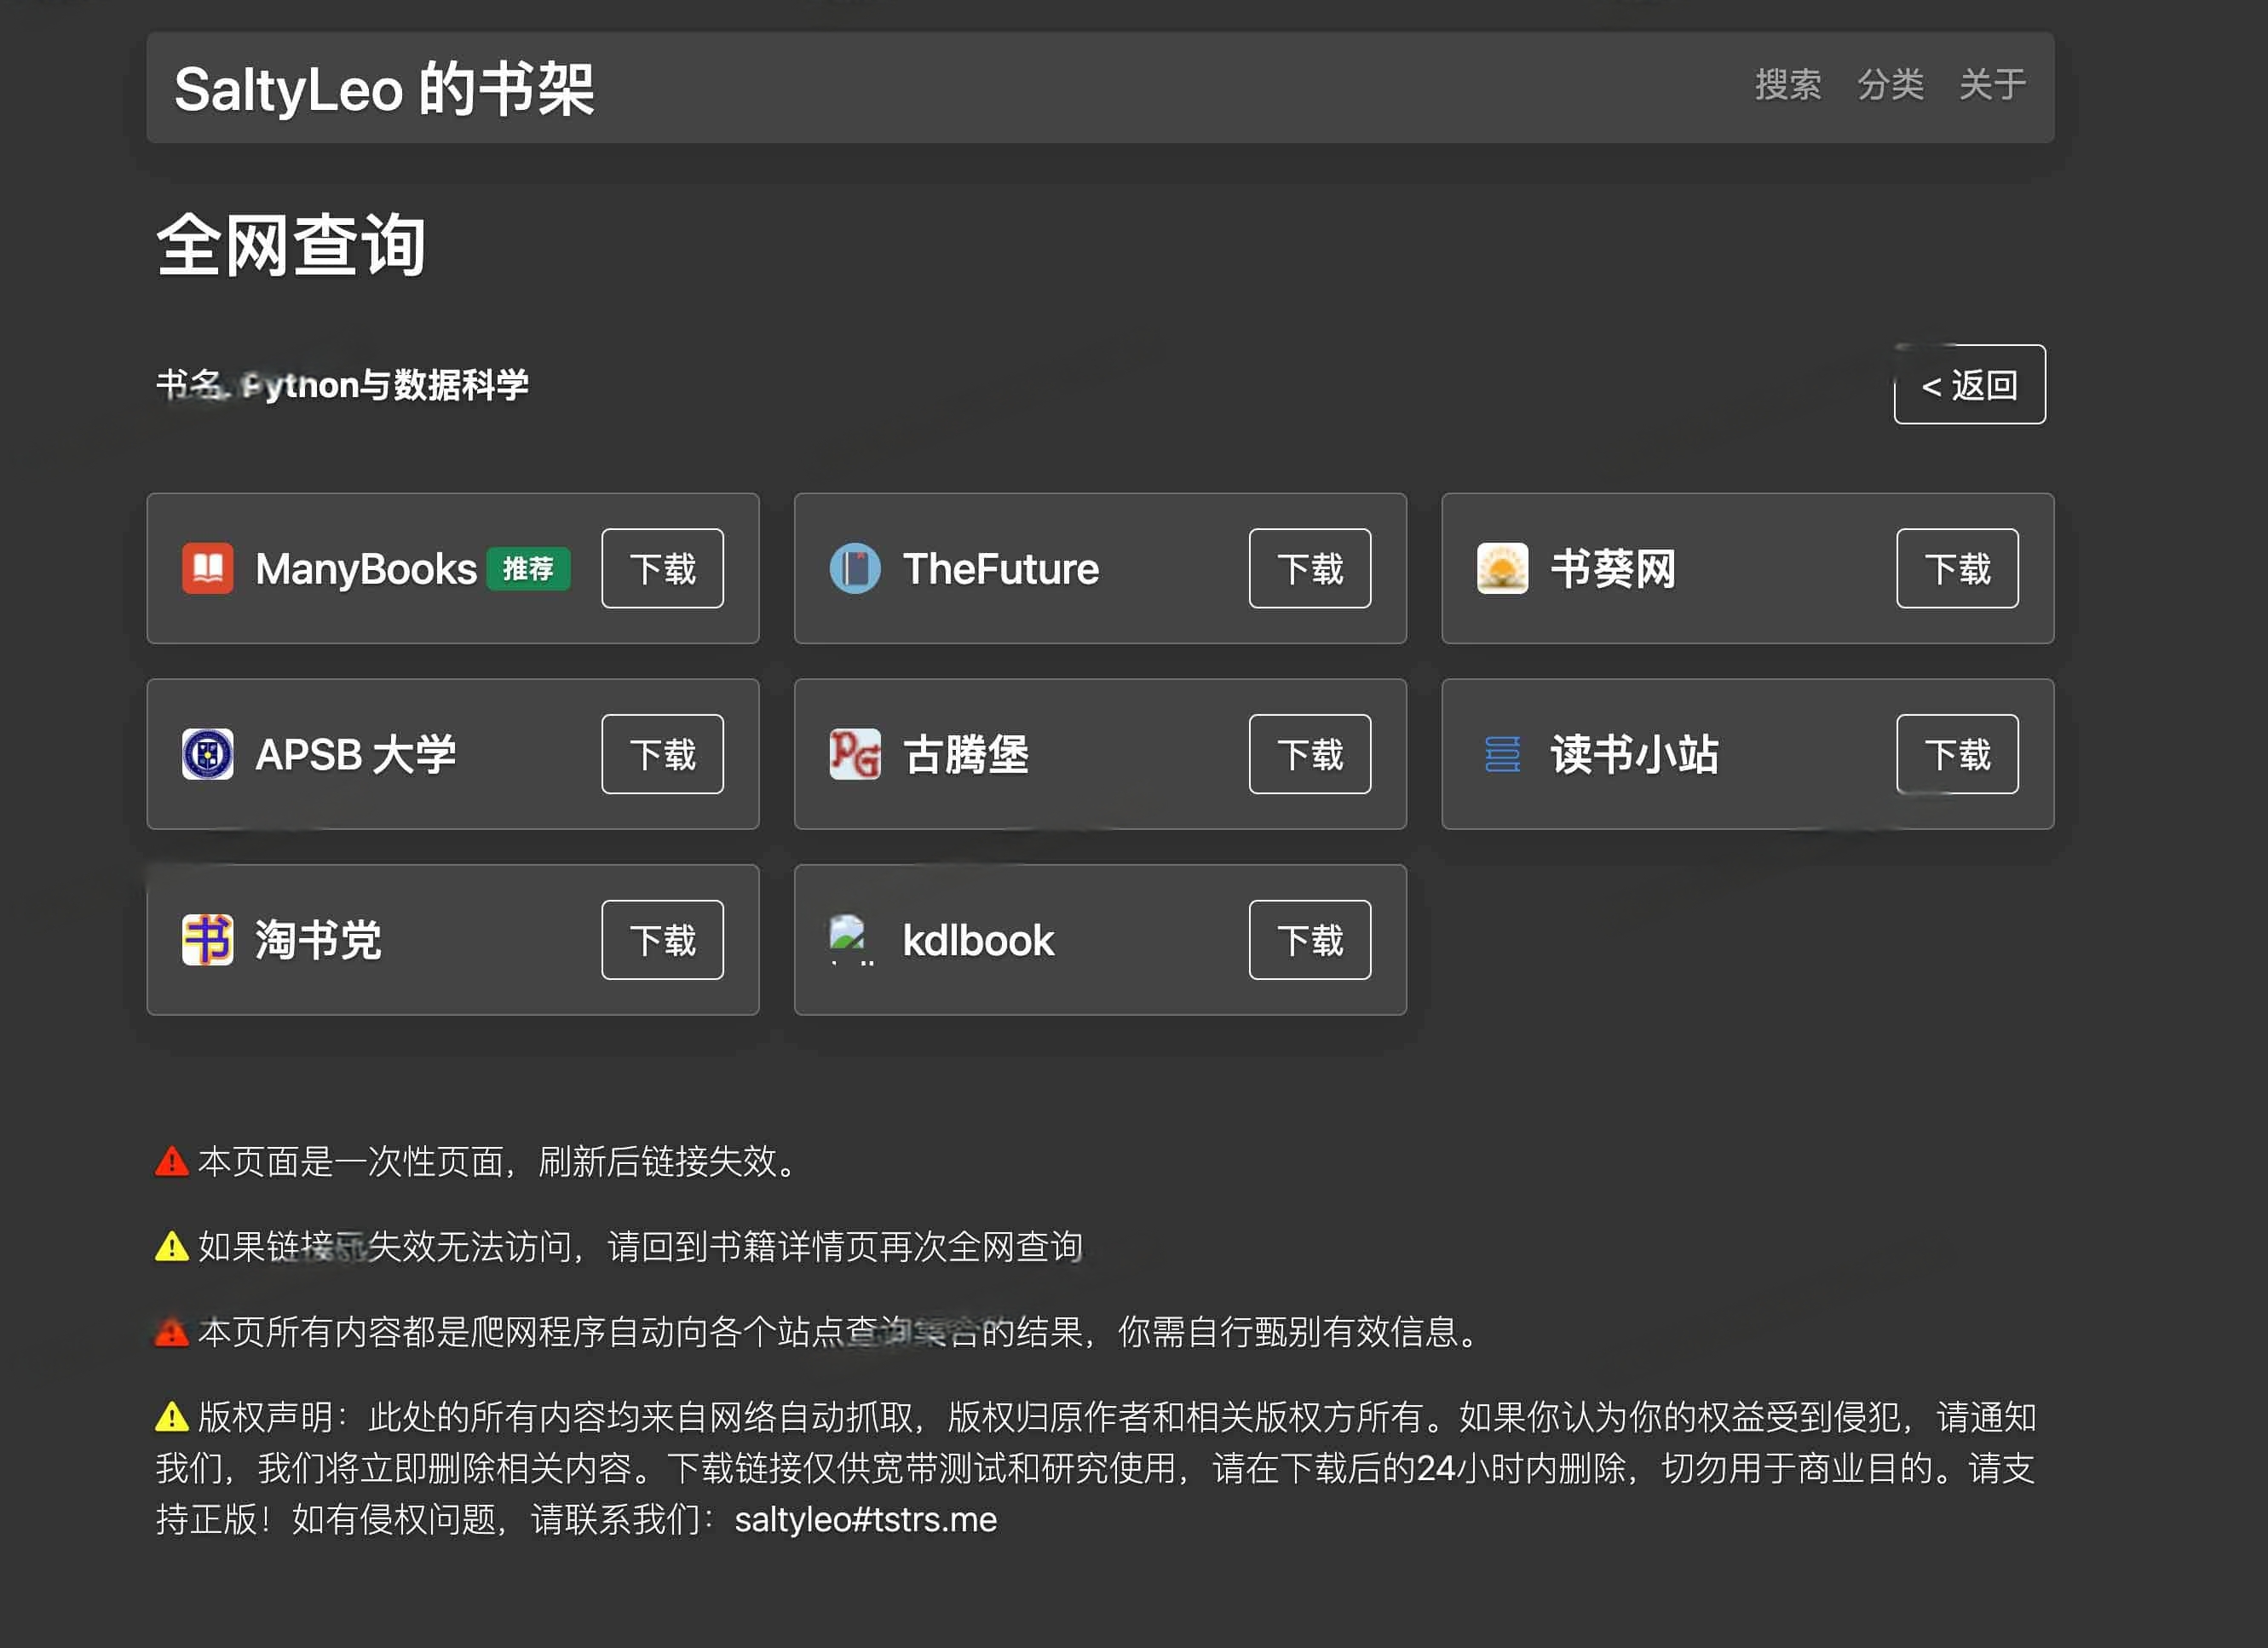 SaltyLeo 的书架
搜索 分类 关于
全网查询
书名 Python与数据科学
< 返回
ManyBooks 推荐 下载
TheFuture 下载
书葵网 下载
APSB 大学 下载
古腾堡 下载
读书小站 下载
淘书党 下载
kdlbook 下载
本页面是一次性页面，刷新后链接失效。
如果链接 失效无法访问，请回到书籍详情页再次全网查询
本页所有内容都是爬网程序自动向各个站点查询集合的结果，你需自行甄别有效信息。
版权声明：此处的所有内容均来自网络自动抓取，版权归原作者和相关版权方所有。如果你认为你的权益受到侵犯，请通知
我们，我们将立即删除相关内容。下载链接仅供宽带测试和研究使用，请在下载后的24小时内删除，切勿用于商业目的。请支
持正版！如有侵权问题，请联系我们：saltyleo#tstrs.me